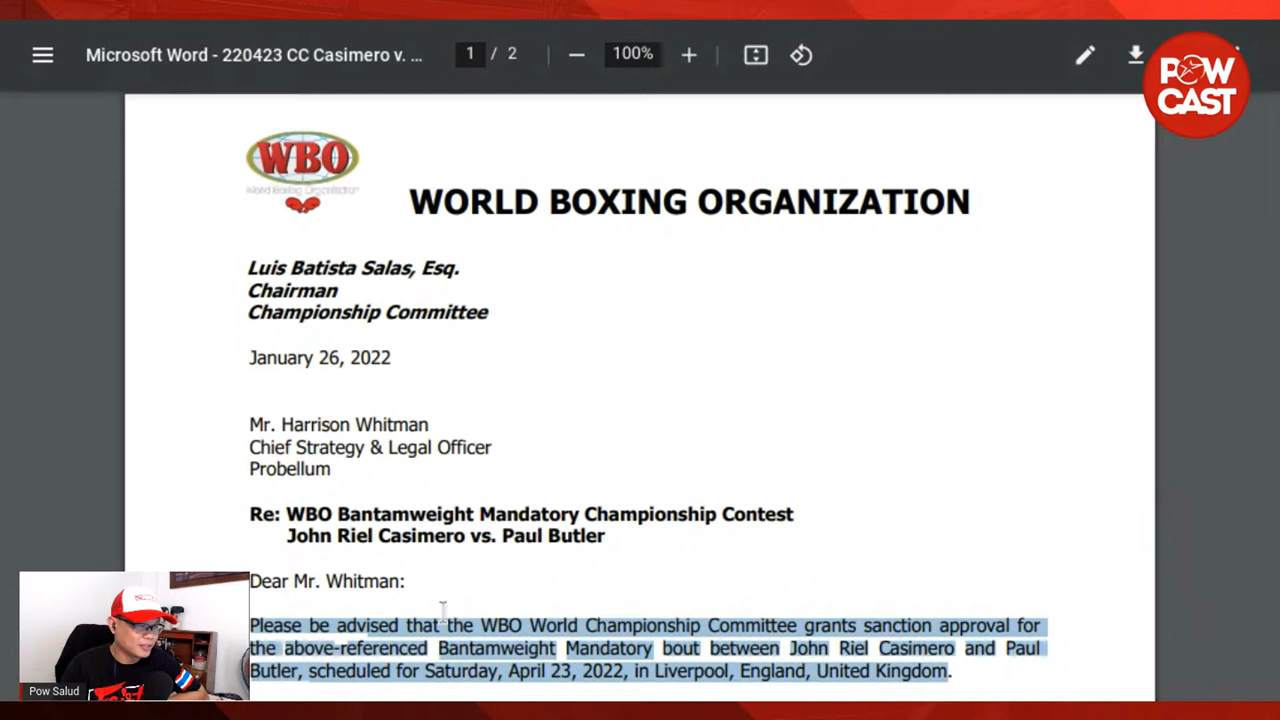 Microsoft Word - 220423 CC Casimero v. ...
1 / 2
100%
POW
CAST
WBO
World Boxing Organization
WORLD BOXING ORGANIZATION
Luis Batista Salas, Esq.
Chairman
Championship Committee
January 26, 2022
Mr. Harrison Whitman
Chief Strategy & Legal Officer
Probellum
Re: WBO Bantamweight Mandatory Championship Contest
John Riel Casimero vs. Paul Butler
Dear Mr. Whitman:
Please be advised that the WBO World Championship Committee grants sanction approval for
the above-referenced Bantamweight Mandatory bout between John Riel Casimero and Paul
Butler, scheduled for Saturday, April 23, 2022, in Liverpool, England, United Kingdom.
Pow Salud